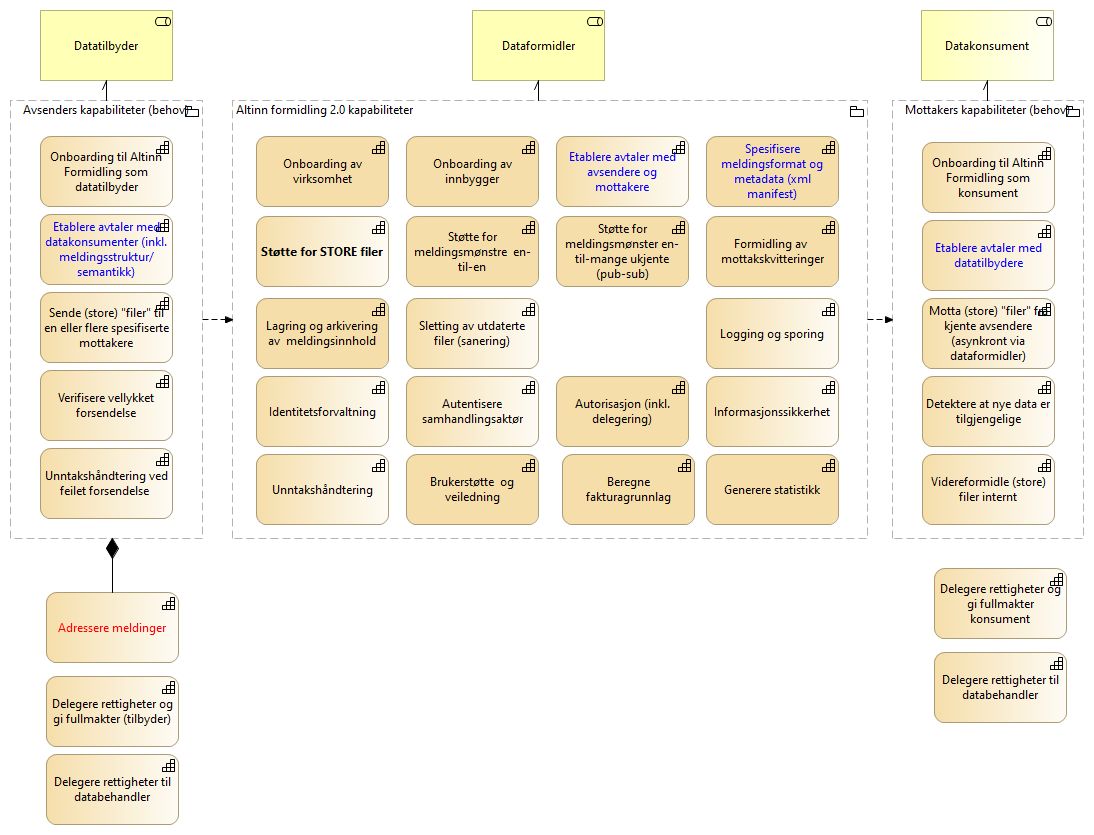 Datatilbyder
Dataformidler
Datakonsument
Avsenders kapabiliteter (behov)
Onboarding til Altinn
Formidling som
datatilbyder
Etablere avtaler med
datakonsumenter (inkl.
meldingsstruktur/
semantikk)
Sende (store) "filer" til
en eller flere spesifiserte
mottakere
Verifisere vellykket
forsendelse
Unntakshåndtering ved
feilet forsendelse
Adressere meldinger
Delegere rettigheter og
gi fullmakter (tilbyder)
Delegere rettigheter til
databehandler
Altinn formidling 2.0 kapabiliteter
Onboarding av
virksomhet
Onboarding av
innbygger
Etablere avtaler med
avsendere og
mottakere
Spesifisere
meldingsformat og
metadata (xml
manifest)
Støtte for STORE filer
Støtte for
meldingsmønstre en-
til-en
Støtte for
meldingsmønster en-
til-mange ukjente
(pub-sub)
Formidling av
mottakskvitteringer
Lagring og arkivering
av meldingsinnhold
Sletting av utdaterte
filer (sanering)
Logging og sporing
Identitetsforvaltning
Autentisere
samhandlingsaktør
Autorisasjon (inkl.
delegering)
Informasjonssikkerhet
Unntakshåndtering
Brukerstøtte og
veiledning
Beregne
fakturagrunnlag
Generere statistikk
Mottakers kapabiliteter (behov)
Onboarding til Altinn
Formidling som
konsument
Etablere avtaler med
datatilbydere
Motta (store) "filer" fra
kjente avsendere
(asynkront via
dataformidler)
Detektere at nye data er
tilgjengelige
Videreformidle (store)
filer internt
Delegere rettigheter og
gi fullmakter
konsument
Delegere rettigheter til
databehandler